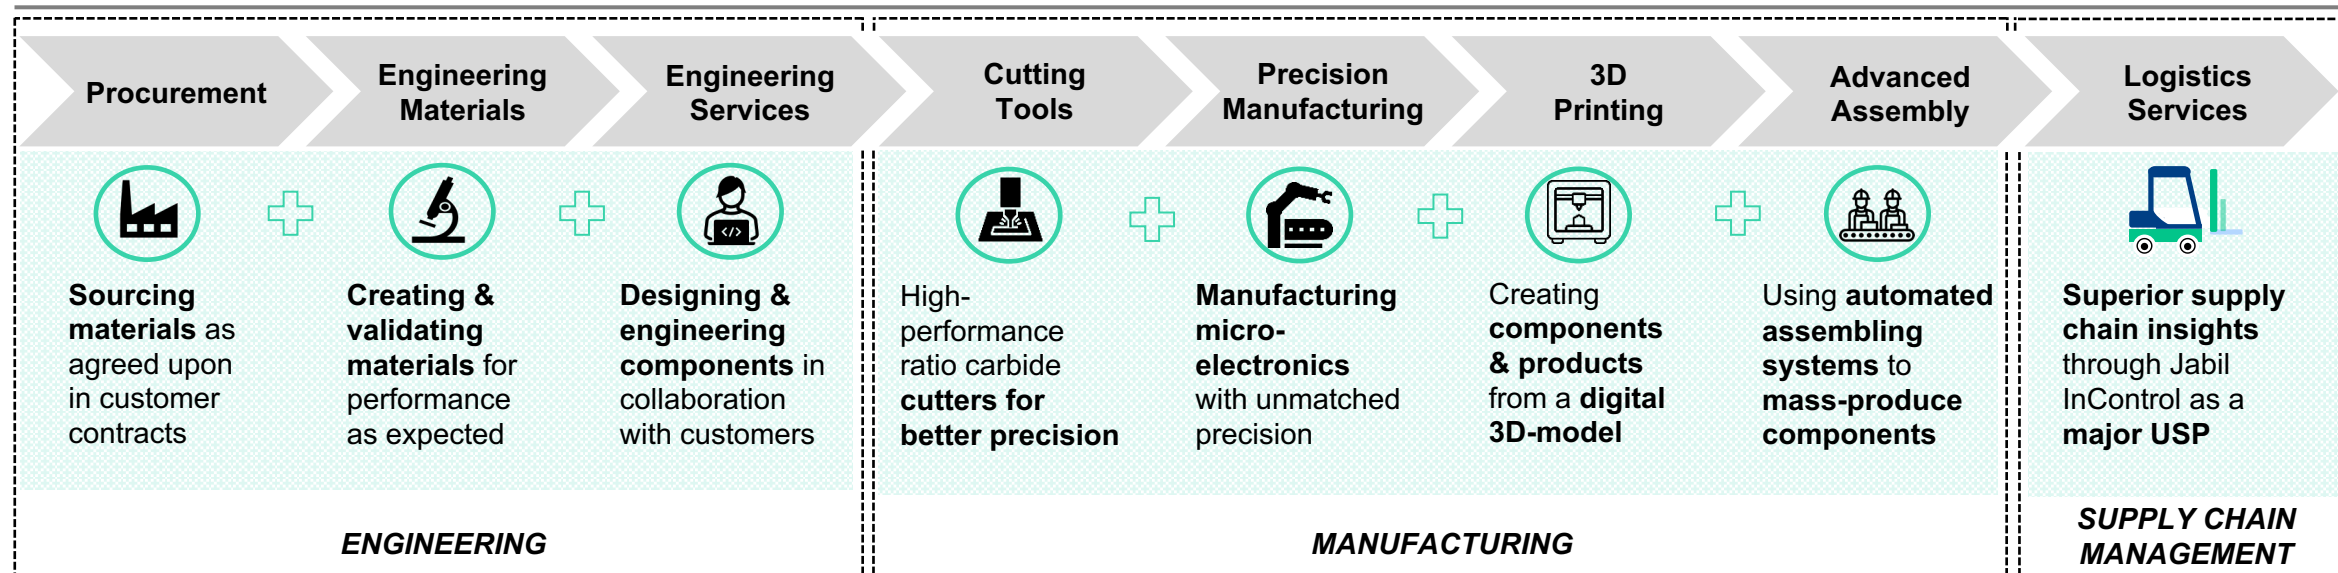 Procurement
Engineering
Materials
Engineering
Services
Cutting
Tools
Precision
Manufacturing
3D
Printing
Advanced
Assembly
Logistics
Services
Sourcing
materials as
agreed upon
in customer
contracts
Creating &
validating
materials for
performance
as expected
Designing &
engineering
components in
collaboration
with customers
High-
performance
ratio carbide
cutters for
better precision
Manufacturing
micro-
electronics
with unmatched
precision
Creating
components
& products
from a digital
3D-model
Using automated
assembling
systems to
mass-produce
components
Superior supply
chain insights
through Jabil
InControl as a
major USP
ENGINEERING
MANUFACTURING
SUPPLY CHAIN
MANAGEMENT